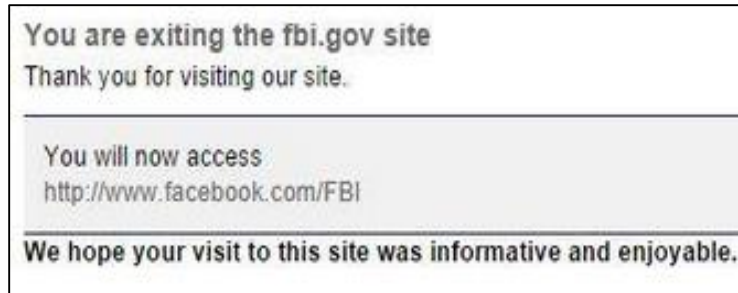 You are exiting the fbi.gov site
Thank you for visiting our site.
You will now access
http://www.facebook.com/FBI
We hope your visit to this site was informative and enjoyable.